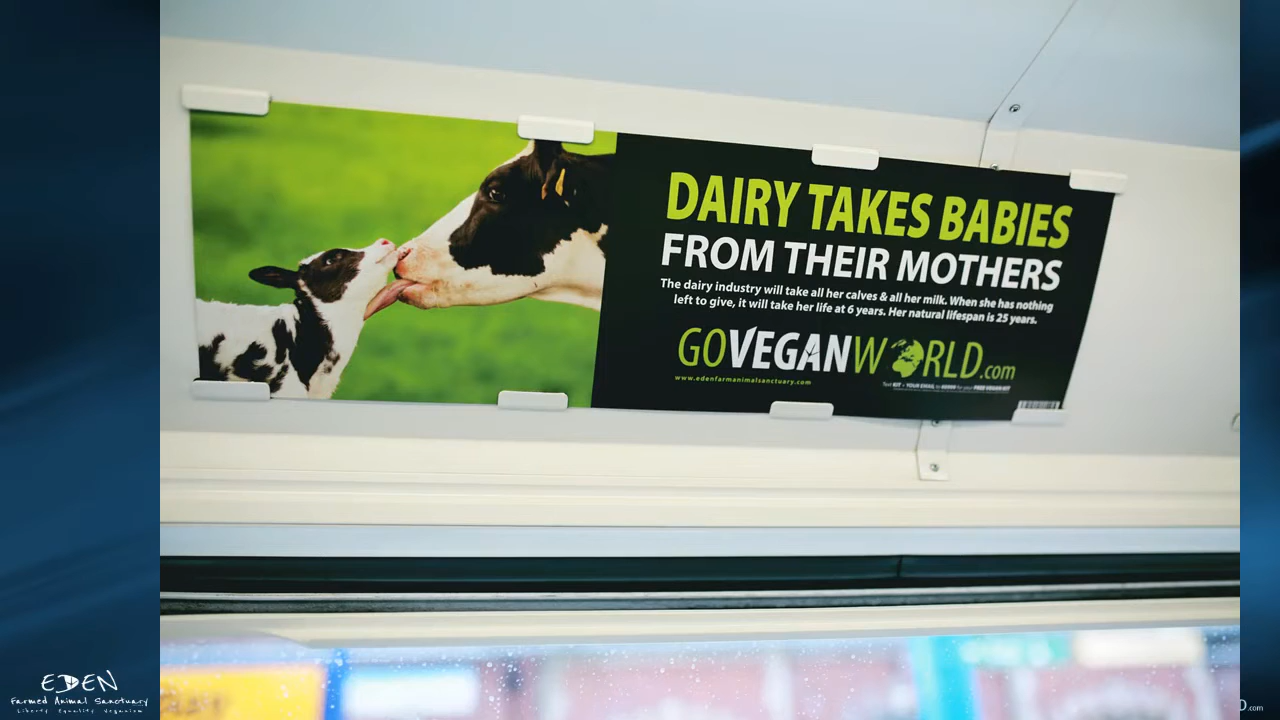 DAIRY TAKES BABIES
FROM THEIR MOTHERS
The dairy industry will take all her calves & all her milk. When she has nothing
left to give, it will take her life at 6 years. Her natural lifespan is 25 years.
GOVEGANWORLD.com
www.edenfarmanimalsanctuary.com
EDEN
Farmed Animal Sanctuary
Liberty Equality Veganism
D.com